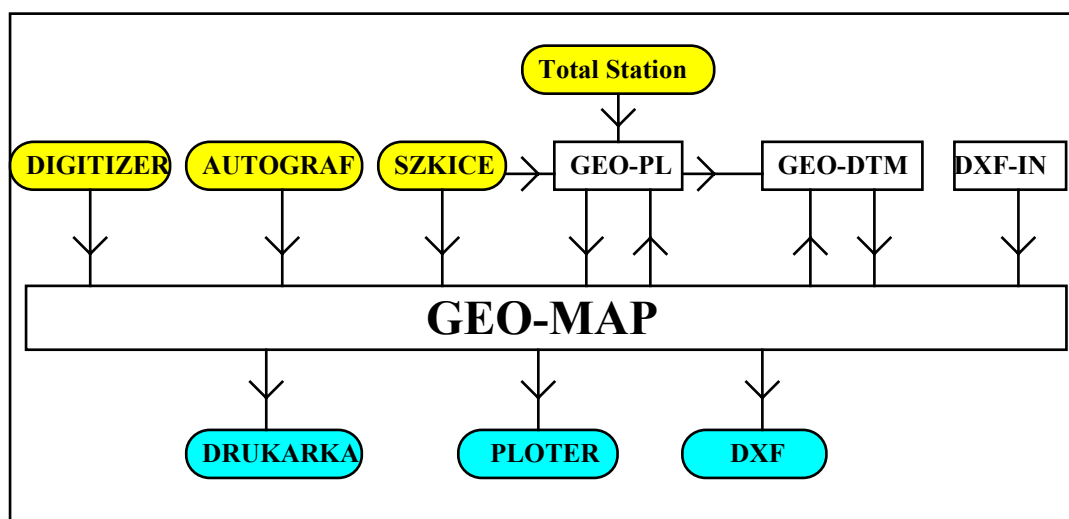 Total Station
DIGITIZER
AUTOGRAF
SZKICE
GEO-PL
GEO-DTM
DXF-IN
GEO-MAP
DRUKARKA
PLOTER
DXF